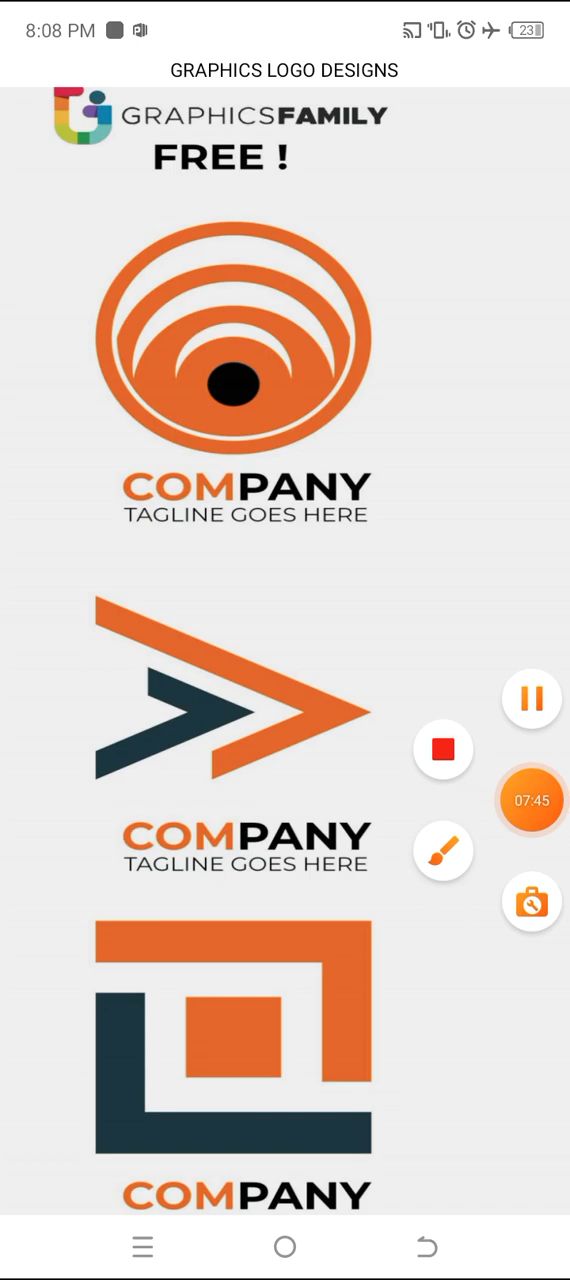 8:08 PM
23
GRAPHICS LOGO DESIGNS
GRAPHICSFAMILY
FREE !
COMPANY
TAGLINE GOES HERE
COMPANY
TAGLINE GOES HERE
07:45
COMPANY